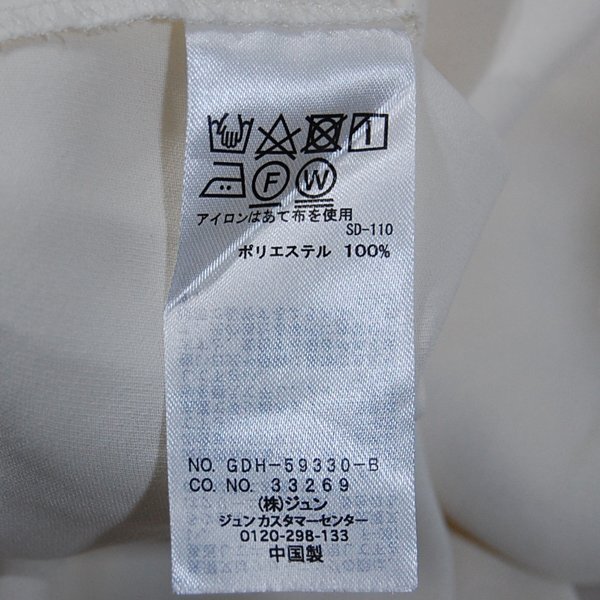 F W
アイロンはあて布を使用
SD-110
ポリエステル 100%
NO. GDH-59330-B
CO. NO. 33269
(株)ジュン
ジュン カスタマーセンター
0120-298-133
中国製